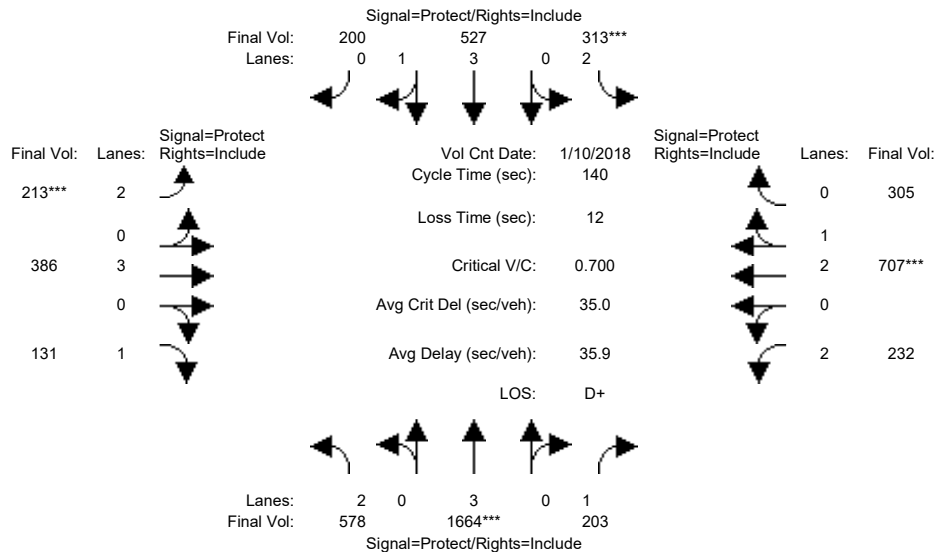 Signal=Protect/Rights=Include
Final Vol: 200 527 313***
Lanes: 0 1 3 0 2
Signal=Protect
Final Vol: Lanes: Rights=Include
Vol Cnt Date: 1/10/2018
Signal=Protect
Rights=Include Lanes: Final Vol:
Cycle Time (sec): 140
213*** 2
0 305
Loss Time (sec): 12
0
1
386 3
Critical V/C: 0.700
2 707***
0
Avg Crit Del (sec/veh): 35.0
0
131 1
Avg Delay (sec/veh): 35.9
2 232
LOS: D+
Lanes: 2 0 3 0 1
Final Vol: 578 1664*** 203
Signal=Protect/Rights=Include